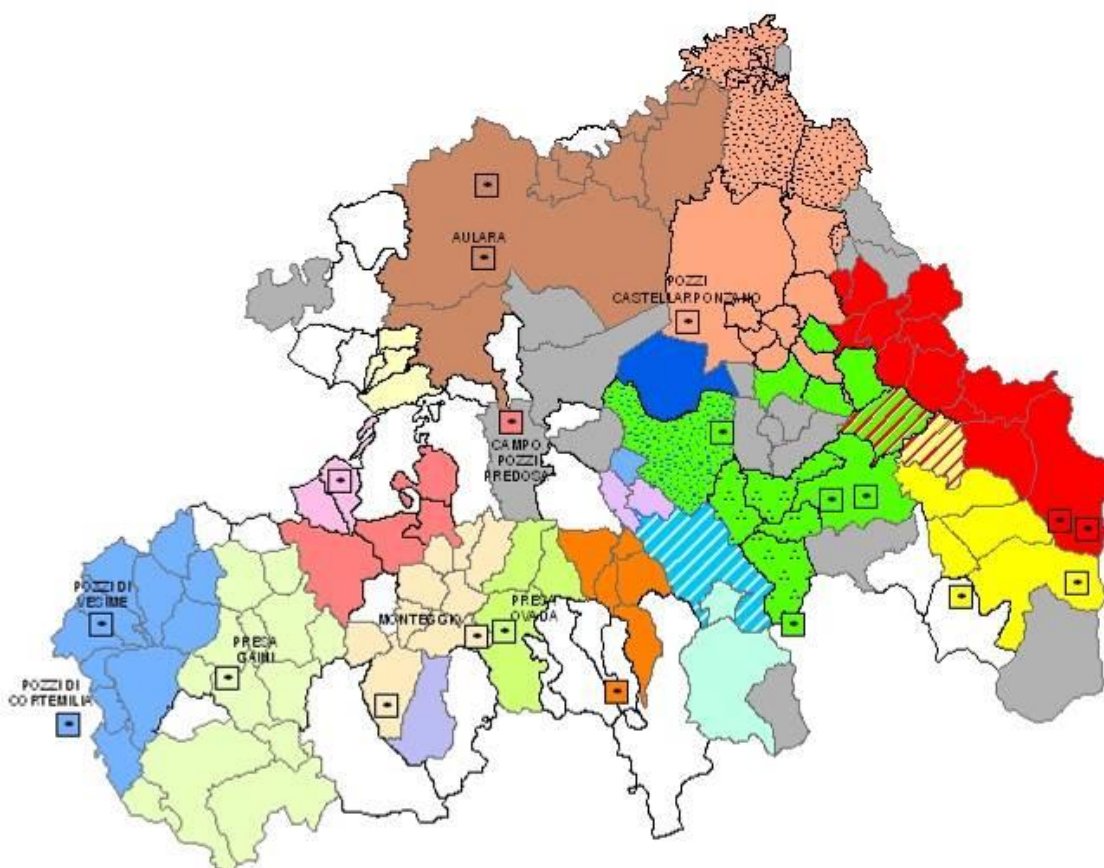 AULARA
POZZI
CASTELLARPONZANO
CAMPO
POZZI
PREDOSA
POZZI DI
VESIME
PRESA
GAINI
MONTEGGIO
PRESA
OVADA
POZZI DI
CORTEMILIA